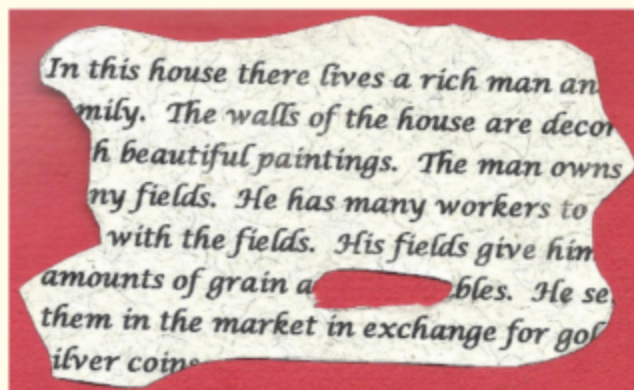 In this house there lives a rich man an
mily. The walls of the house are decor
h beautiful paintings. The man owns
ny fields. He has many workers to
with the fields. His fields give him
amounts of grain a bles. He se
them in the market in exchange for gol
ilver coins